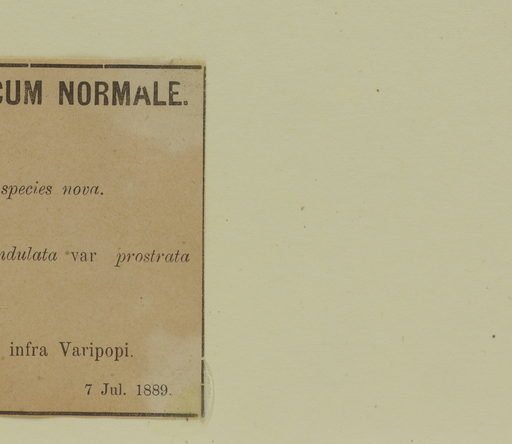 CUM NORMALE.
species nova.
ndulata var prostrata
infra Varipopi.
7 Jul. 1889.